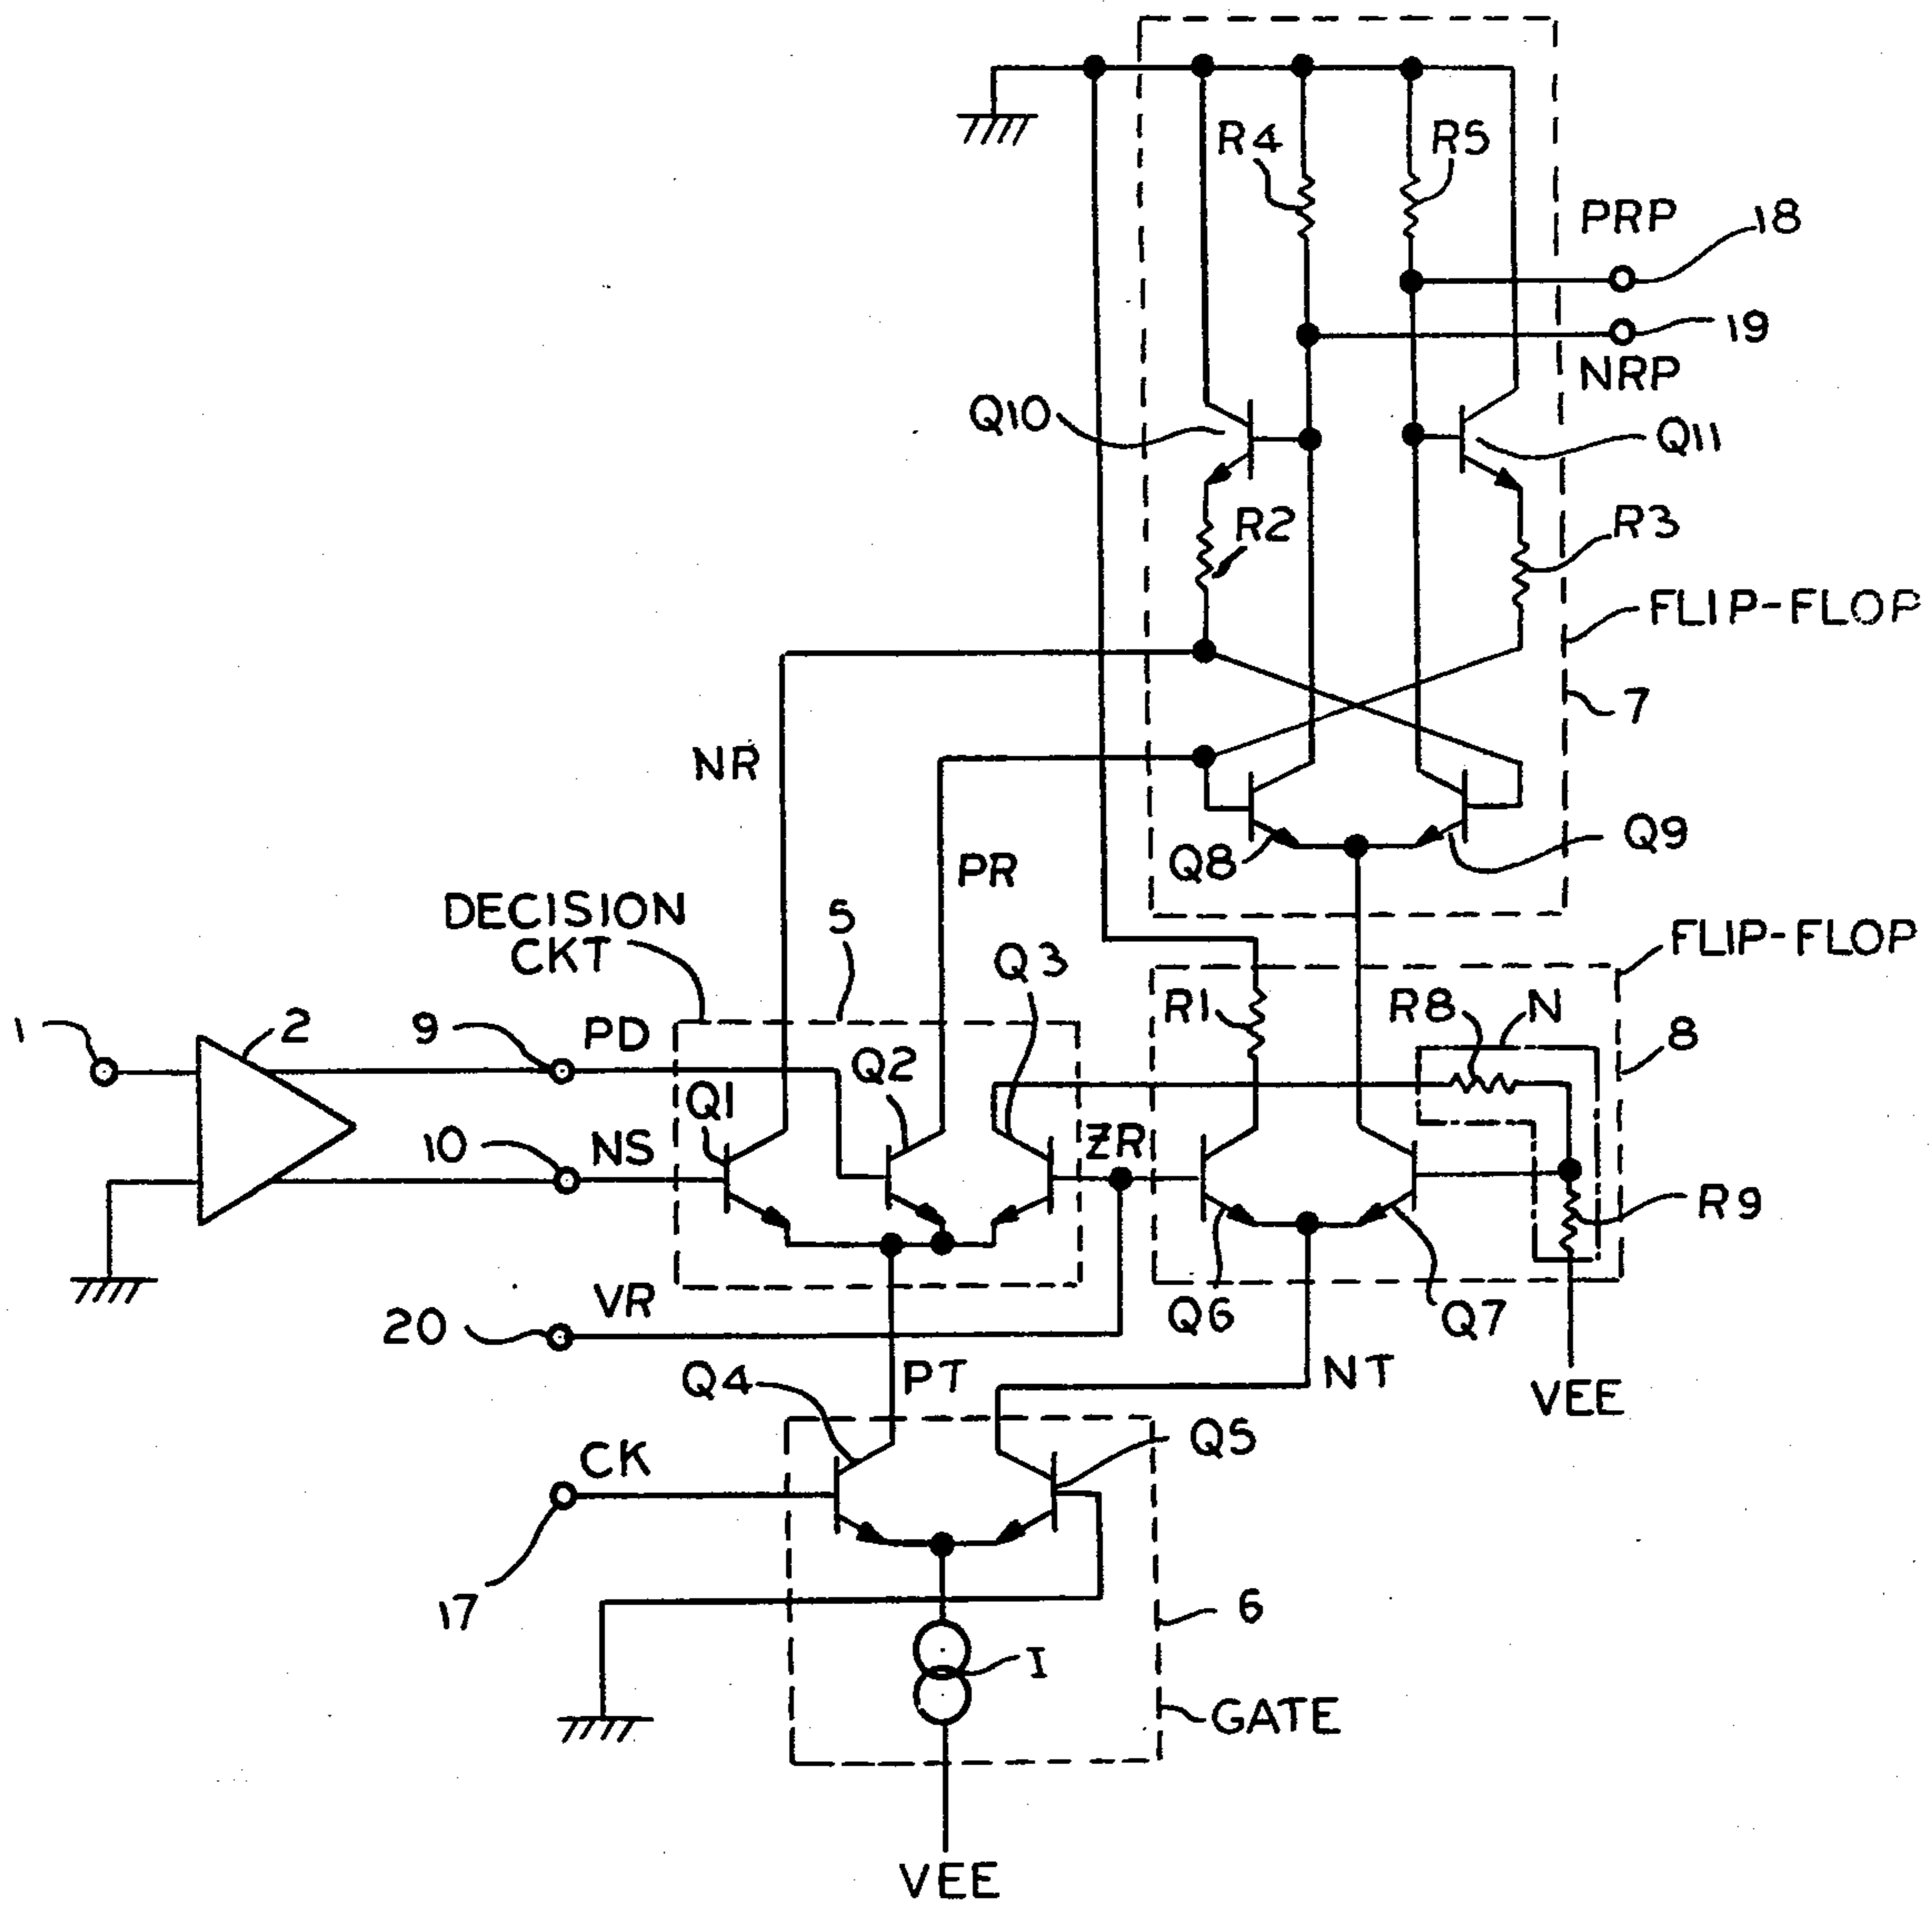 R4
R5
PRP
18
19
NRP
Q10
Q11
R2
R3
FLIP-FLOP
7
NR
Q8
Q9
PR
DECISION
CKT
5
Q3
FLIP-FLOP
R1
R8
N
8
1
2
9
PD
Q2
Q1
10
NS
ZR
R9
VR
20
Q6
Q7
Q4
PT
NT
VEE
CK
Q5
17
6
I
GATE
VEE